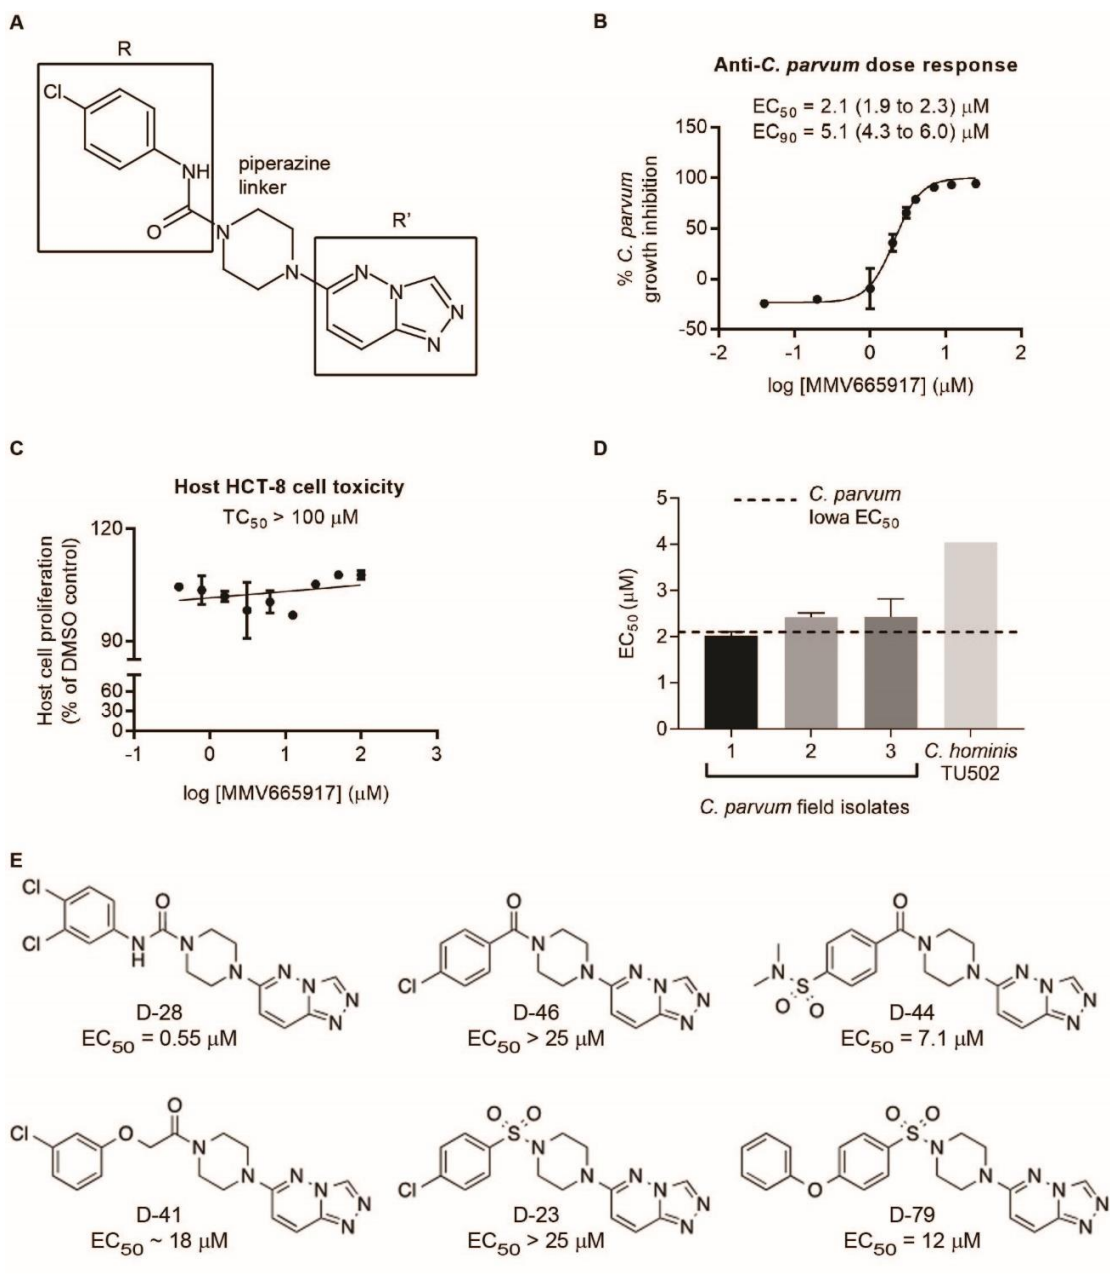 A
R
Cl
NH
O
N
piperazine
linker
N
R'
N
N
N
N
B
Anti-C. parvum dose response
EC50 = 2.1 (1.9 to 2.3) μM
EC90 = 5.1 (4.3 to 6.0) μM
% C. parvum
growth inhibition
150
100
50
0
-50
-2 -1 0 1 2
log [MMV665917] (μM)
C
Host HCT-8 cell toxicity
TC50 > 100 μM
Host cell proliferation
(% of DMSO control)
120
90
60
30
0
-1 0 1 2 3
log [MMV665917] (μM)
D
C. parvum
Iowa EC50
EC50 (μM)
5
4
3
2
1
0
1 2 3 C. hominis
TU502
C. parvum field isolates
E
Cl
Cl
O
N
H
N
N
N
N
N
N
D-28
EC50 = 0.55 μM
O
Cl
N
N
N
N
N
N
D-46
EC50 > 25 μM
O
N
S
O
O
N
N
N
N
N
N
D-44
EC50 = 7.1 μM
Cl
O
O
N
N
N
N
N
N
D-41
EC50 ~ 18 μM
O
O
S
Cl
N
N
N
N
N
N
D-23
EC50 > 25 μM
O
O
S
O
N
N
N
N
N
N
D-79
EC50 = 12 μM